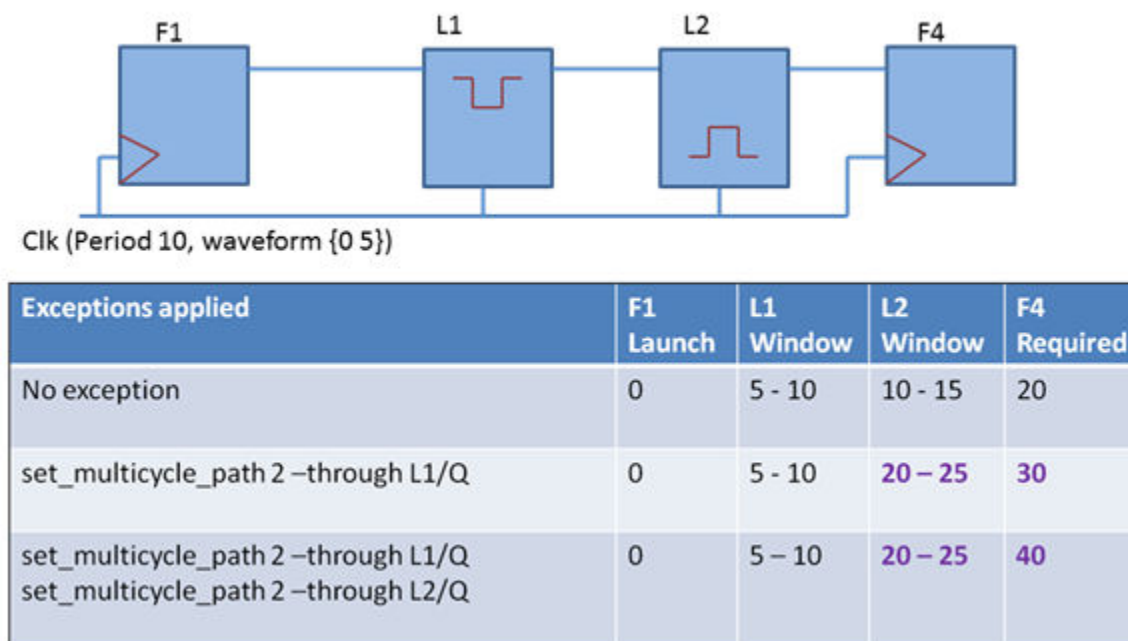 F1 L1 L2 F4
Clk (Period 10, waveform {0 5})
Exceptions applied F1 Launch L1 Window L2 Window F4 Required
No exception 0 5 - 10 10 - 15 20
set_multicycle_path 2 –through L1/Q 0 5 - 10 20 – 25 30
set_multicycle_path 2 –through L1/Q 0 5 – 10 20 – 25 40
set_multicycle_path 2 –through L2/Q